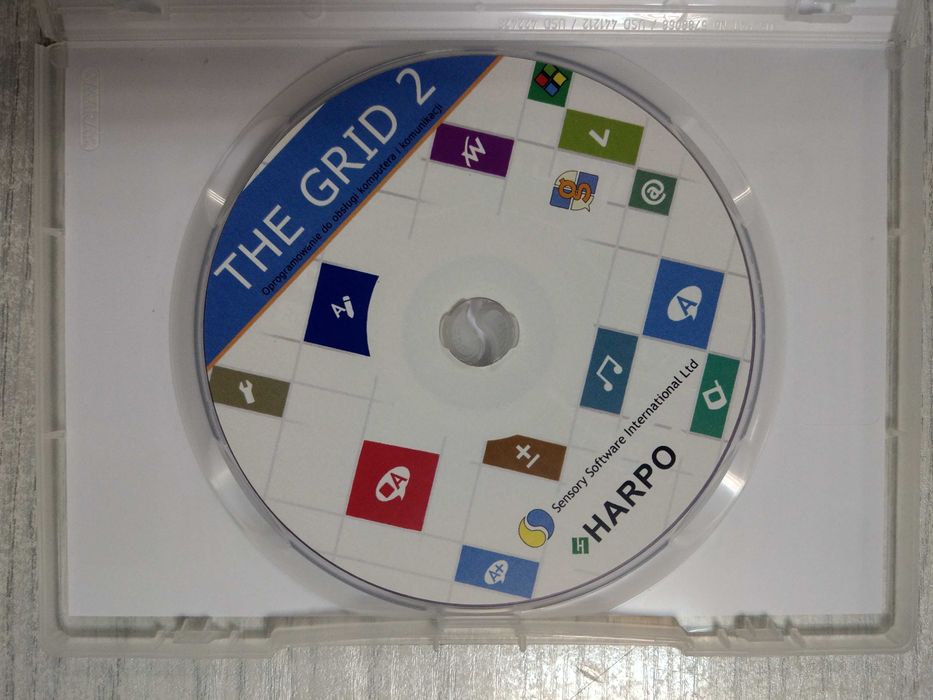 THE GRID 2
Oprogramowanie do obsługi komputera i komunikacji
Sensory Software International Ltd
HARPO